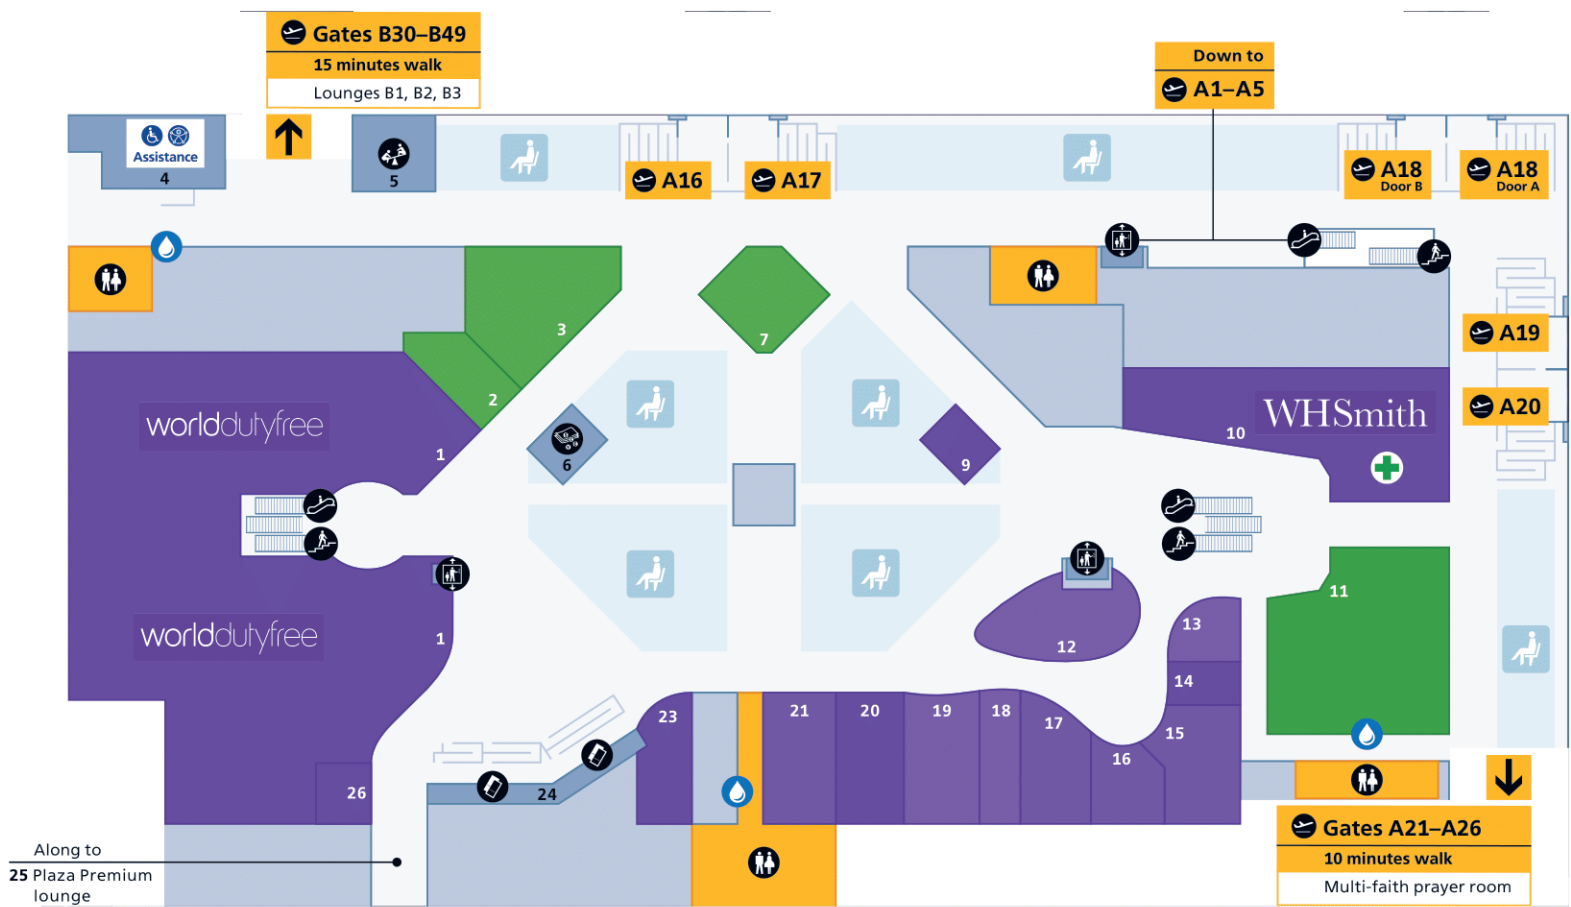 Gates B30–B49
15 minutes walk
Lounges B1, B2, B3
Down to
A1–A5
Assistance
4
5
A16
A17
A18
Door B
A18
Door A
3
7
2
A19
A20
worlddutyfree
1
6
9
10
WHSmith
11
worlddutyfree
1
12
13
14
15
16
17
18
19
20
21
23
24
26
Along to
25 Plaza Premium
lounge
Gates A21–A26
10 minutes walk
Multi-faith prayer room